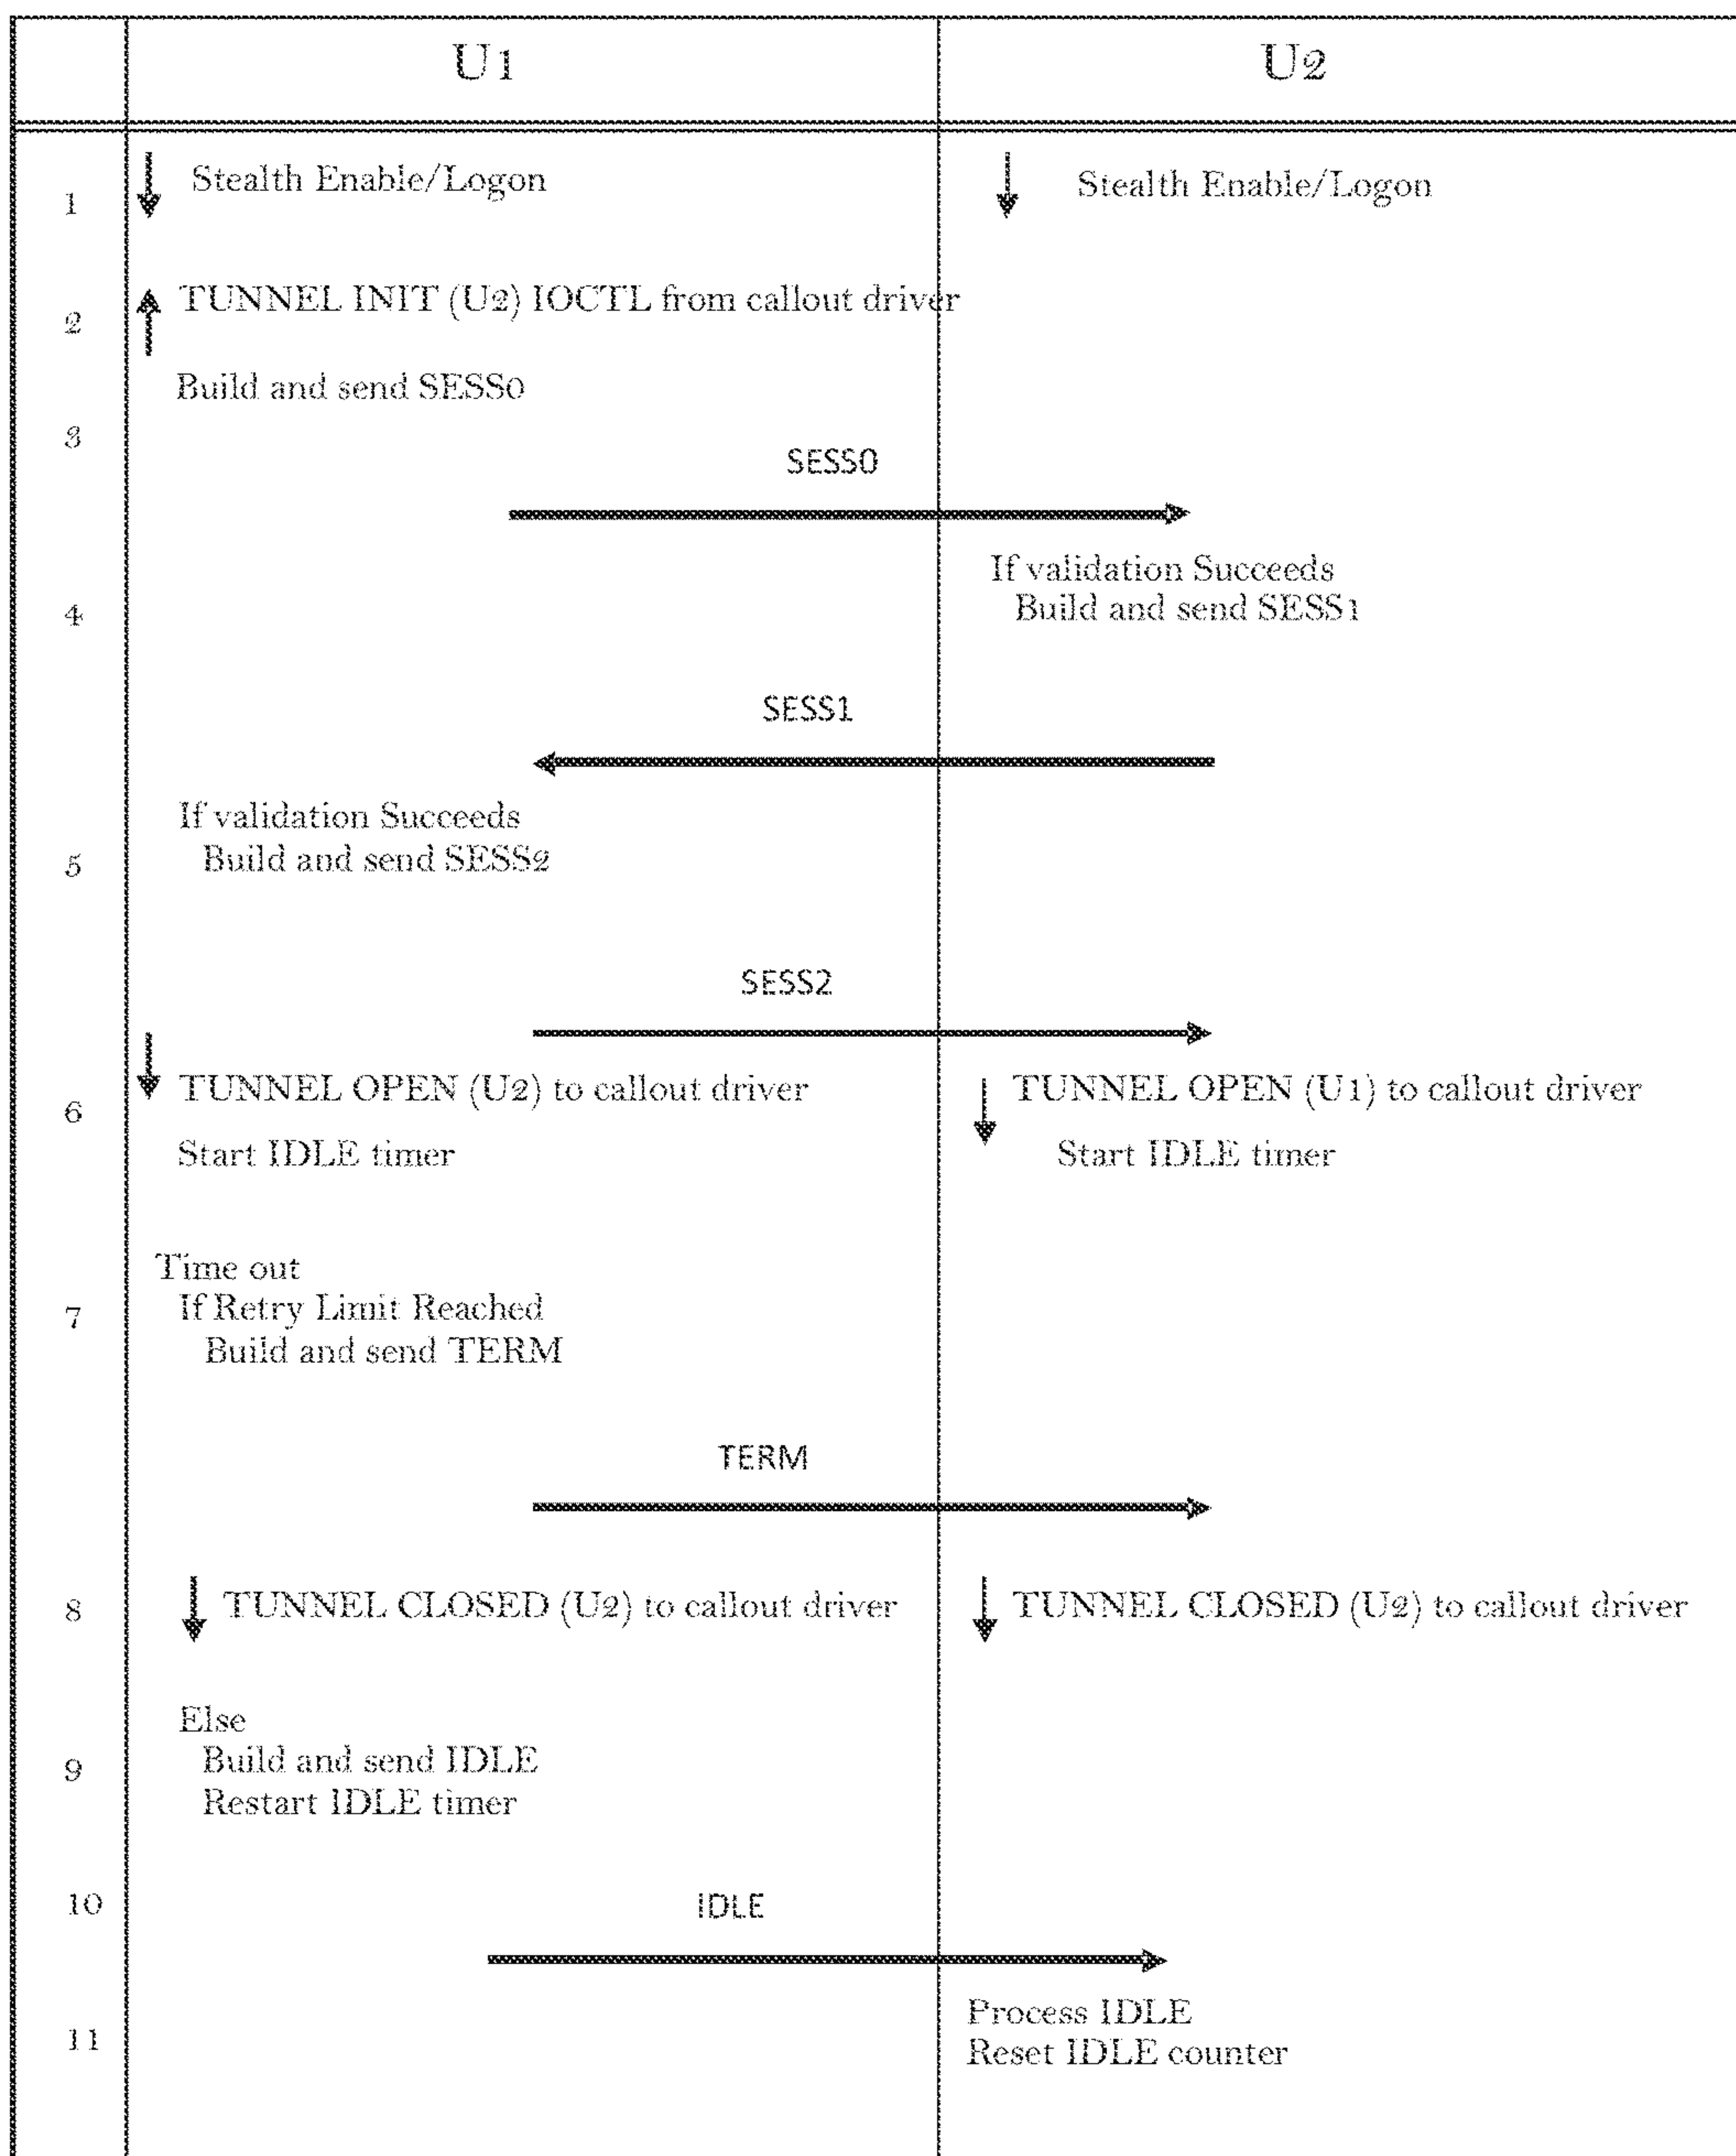 U1 U2
1 Stealth Enable/Logon Stealth Enable/Logon
2 TUNNEL INIT (U2) IOCTL from callout driver
Build and send SESS0
3
SESS0
If validation Succeeds
4 Build and send SESS1
SESS1
If validation Succeeds
5 Build and send SESS2
SESS2
6 TUNNEL OPEN (U2) to callout driver TUNNEL OPEN (U1) to callout driver
Start IDLE timer Start IDLE timer
Time out
7 If Retry Limit Reached
Build and send TERM
TERM
8 TUNNEL CLOSED (U2) to callout driver TUNNEL CLOSED (U2) to callout driver
Else
9 Build and send IDLE
Restart IDLE timer
10 IDLE
Process IDLE
11 Reset IDLE counter